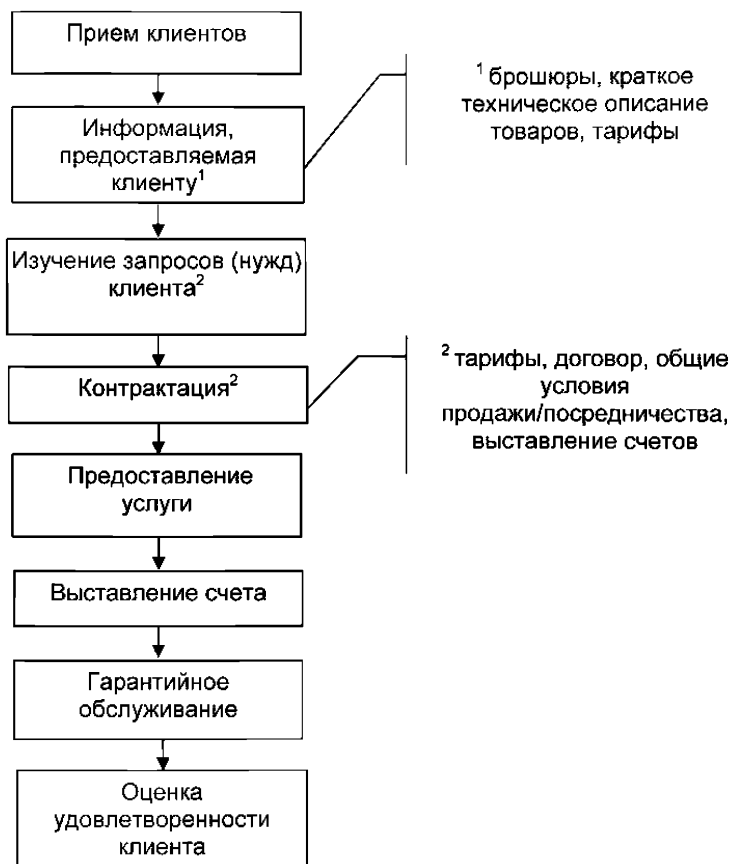 Прием клиентов
Информация,
предоставляемая
клиенту¹
¹ брошюры, краткое
техническое описание
товаров, тарифы
Изучение запросов (нужд)
клиента²
Контрактация²
² тарифы, договор, общие
условия
продажи/посредничества,
выставление счетов
Предоставление
услуги
Выставление счета
Гарантийное
обслуживание
Оценка
удовлетворенности
клиента